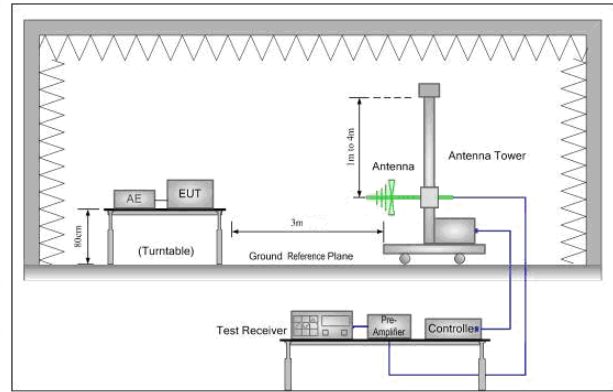 1m to 4m
Antenna
Antenna Tower
AE
EUT
80cm
(Turntable)
3m
Ground Reference Plane
Test Receiver
Pre-
Amplifier
Controller